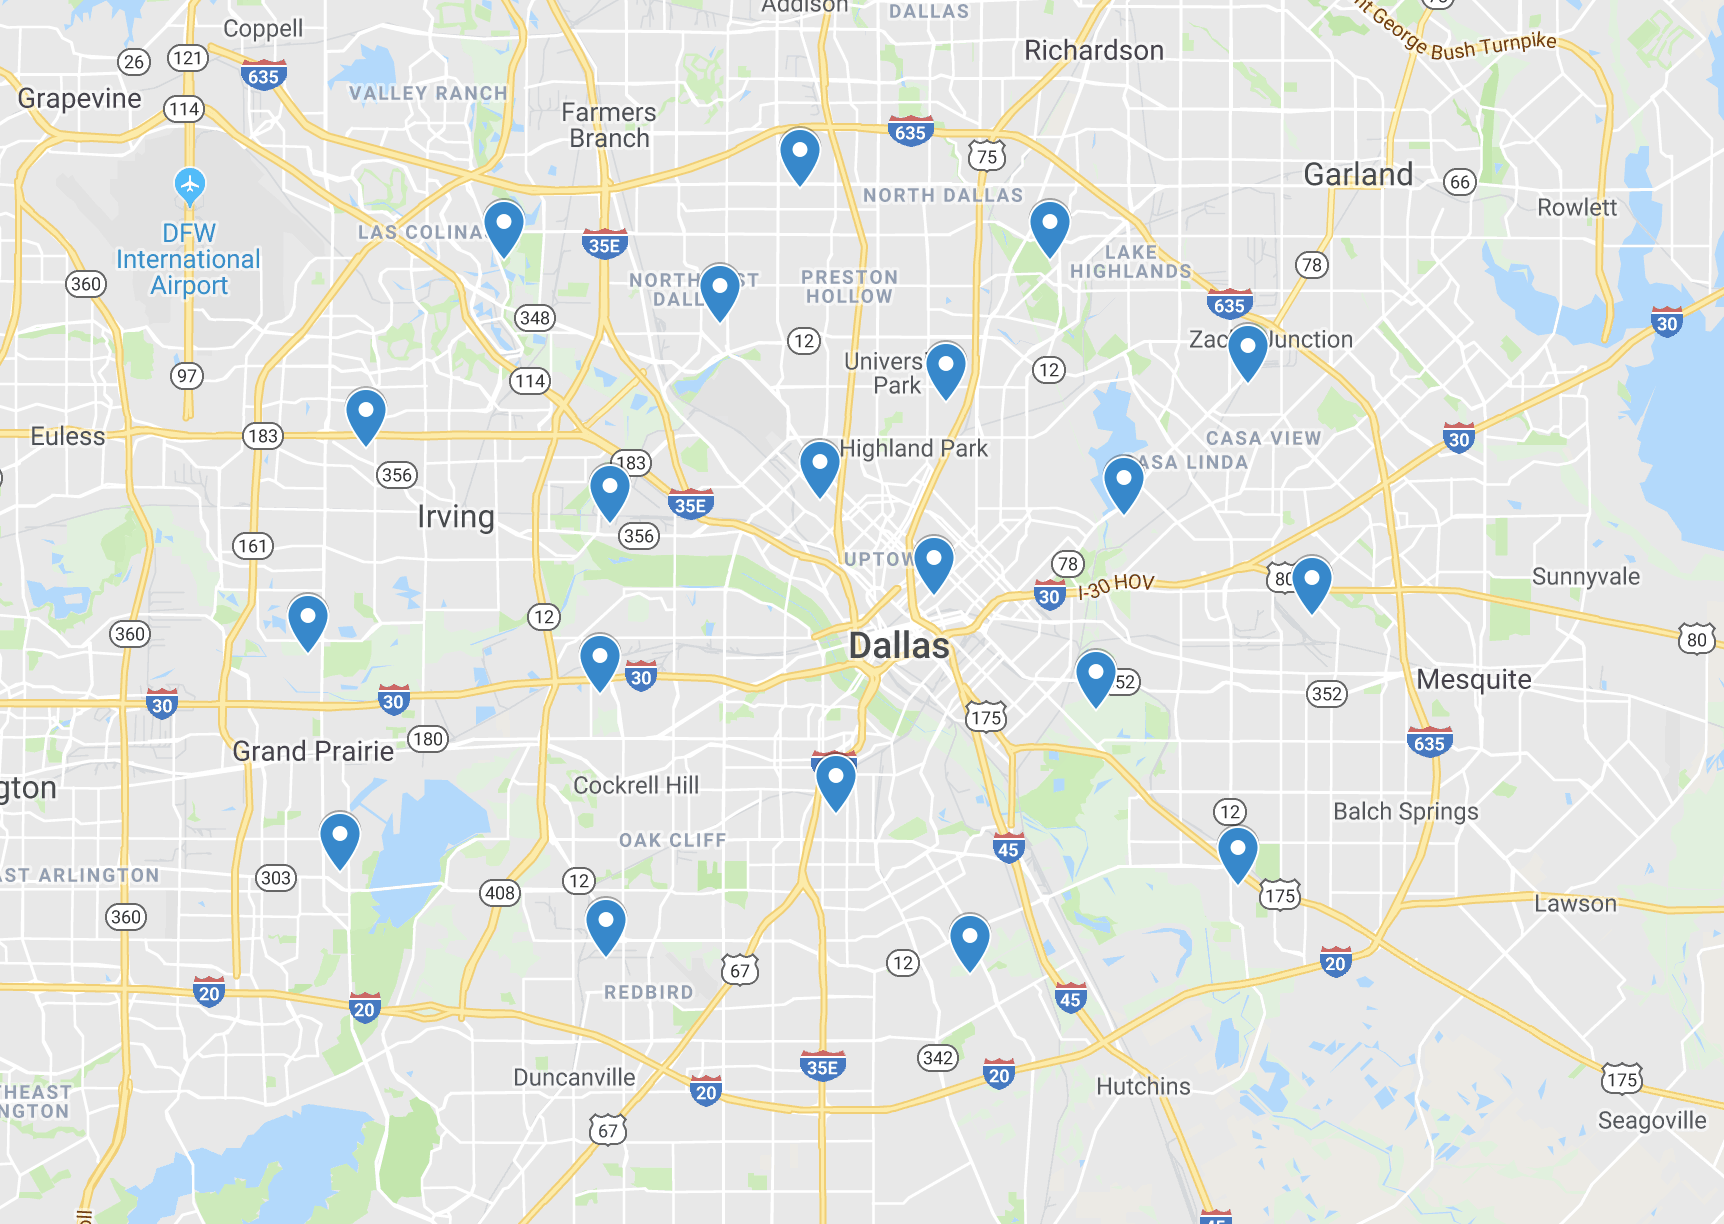 Addison
DALLAS
Coppell
26
121
635
Richardson
George
Bush Turnpike
Grapevine
114
VALLEY RANCH
Farmers
Branch
635
75
Garland
66
NORTH DALLAS
Rowlett
DFW
International
Airport
LAS COLINA
35E
LAKE
HIGHLANDS
360
78
PRESTON
HOLLOW
348
635
30
12
Junction
97
114
Univers
Park
12
Euless
183
Highland Park
CASA VIEW
30
356
183
ASA LINDA
Irving
35E
356
161
UPTOW
78
80
Sunnyvale
30
I-30 HOV
12
360
Dallas
80
30
30
30
52
352
Mesquite
180
175
635
Grand Prairie
gton
Cockrell Hill
12
Balch Springs
OAK CLIFF
45
AST ARLINGTON
303
12
408
175
Lawson
360
67
12
20
20
REDBIRD
20
45
342
35E
20
Duncanville
20
Hutchins
175
HEAST
NGTON
67
Seagoville
45